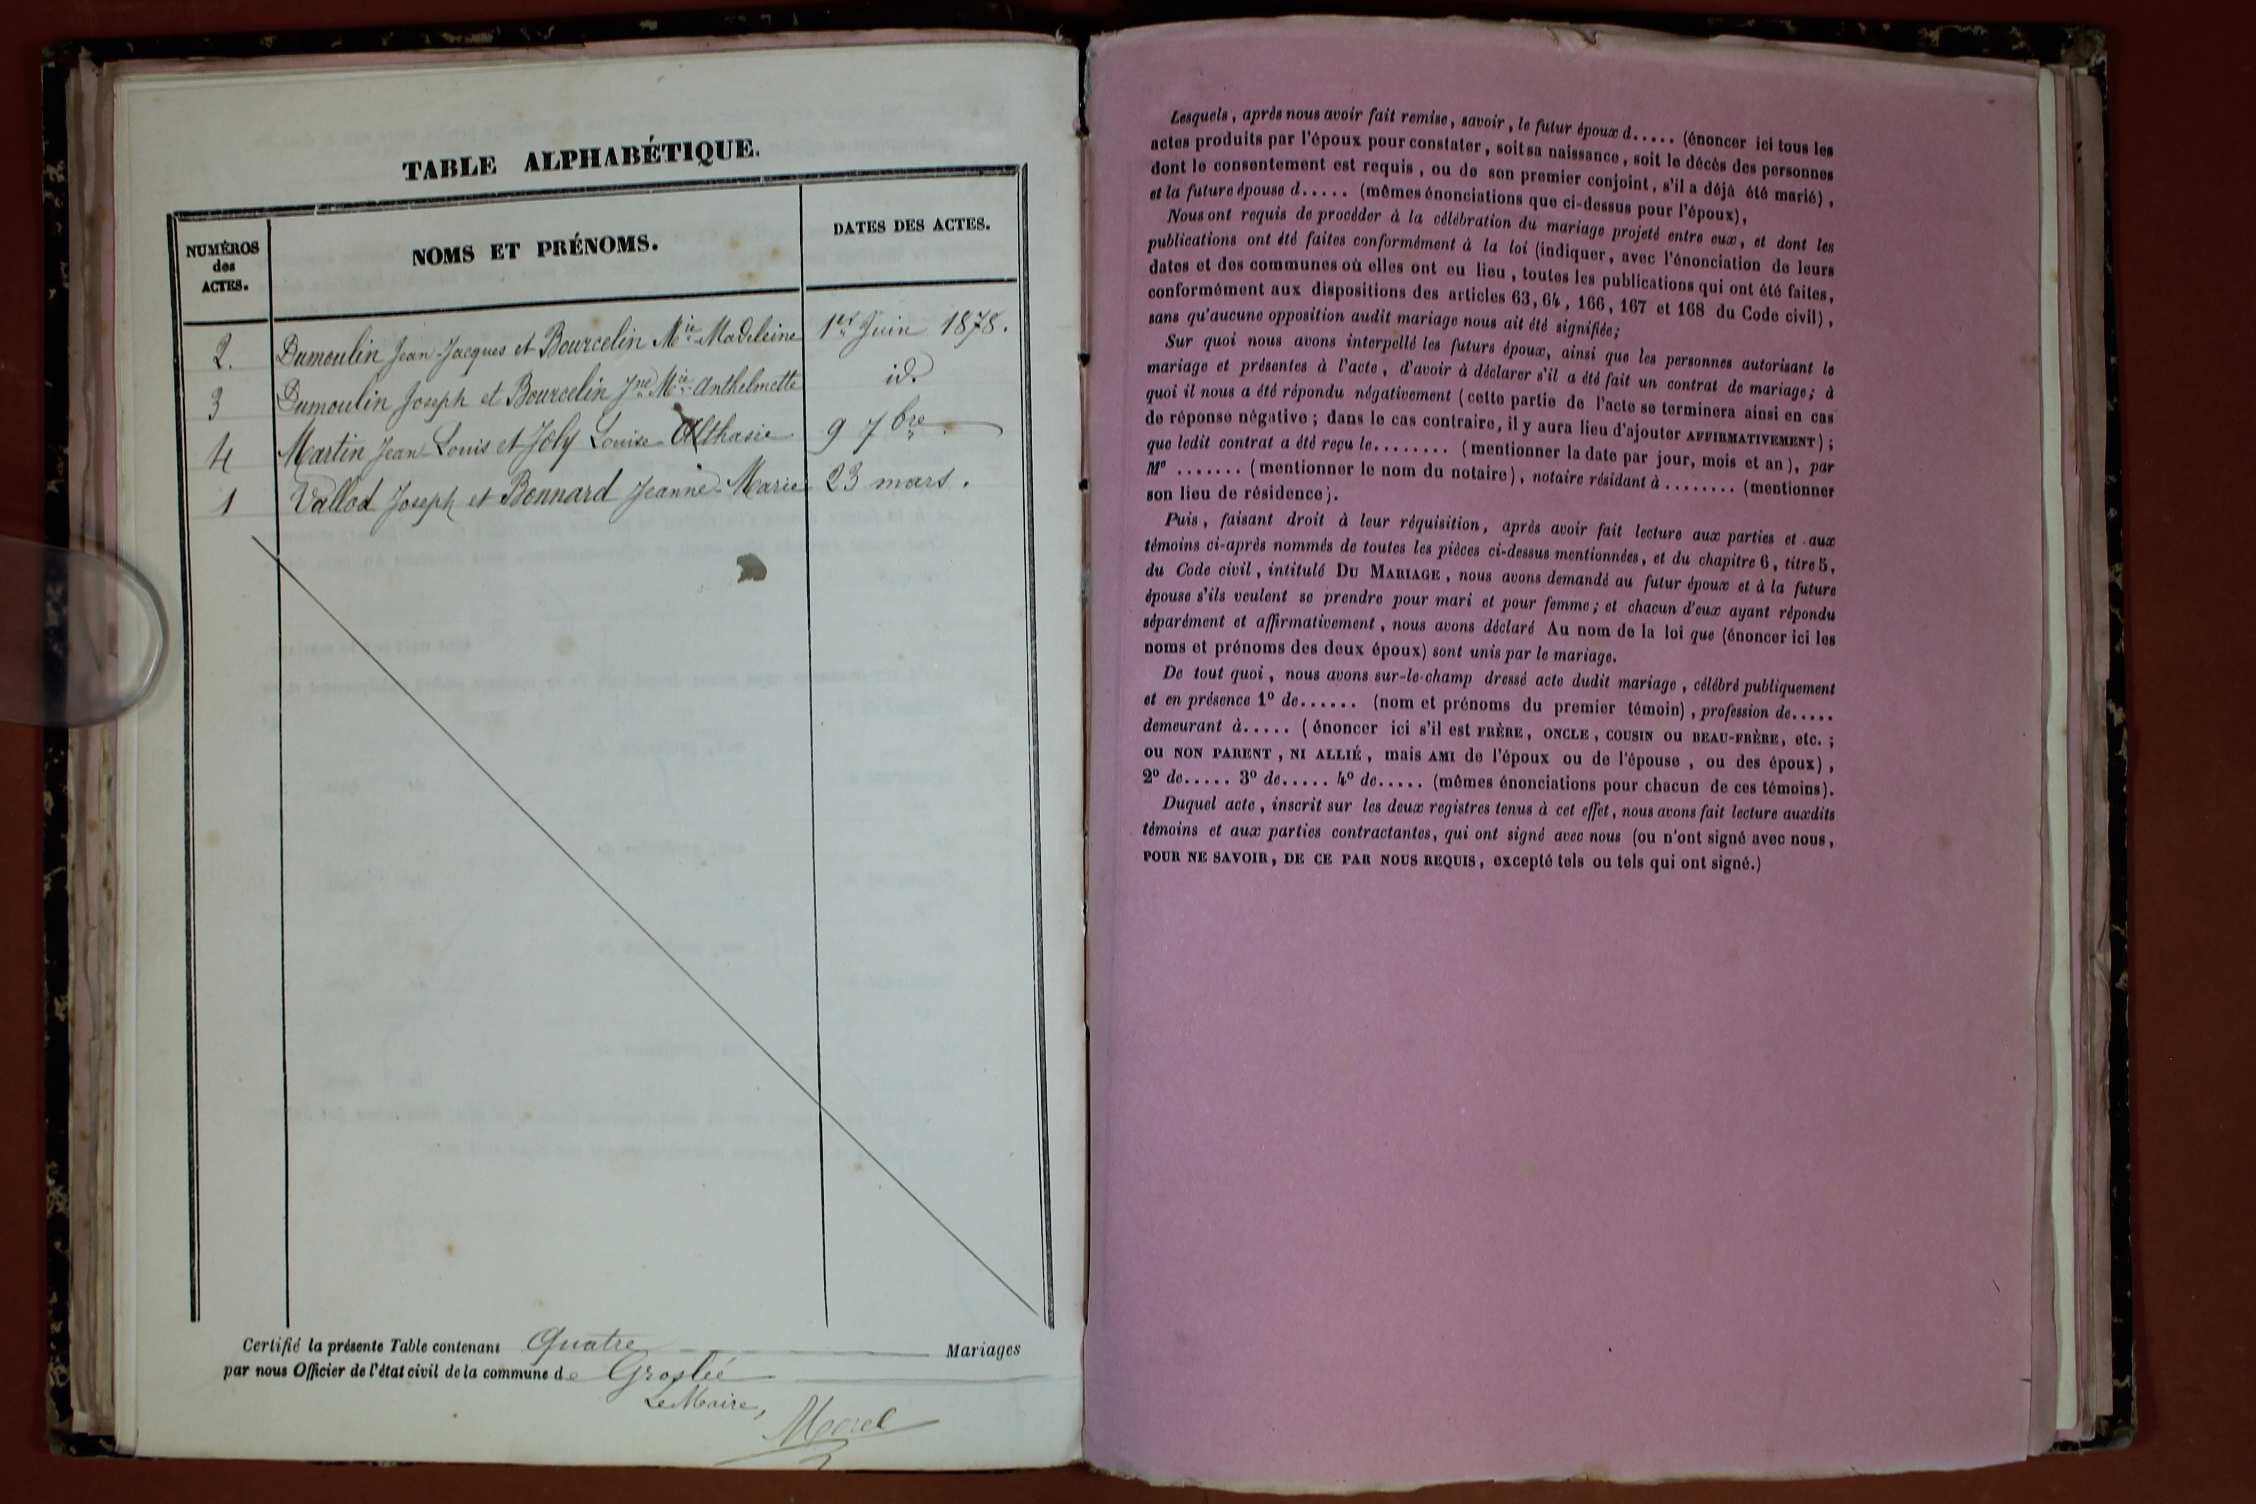 TABLE ALPHABÉTIQUE.
NUMÉROS
des
ACTES.
NOMS ET PRÉNOMS.
DATES DES ACTES.
2. Dumoulin Jean-Jacques et Bourcelin Mie Madeleine 1er Juin 1878.
3 Dumoulin Joseph et Bourcelin Jne Mie Anthelmette id.
4 Martin Jean-Louis et Joly Louise Althasie 9 7bre
1 Vallod Joseph et Bonnard Jeanne-Marie 23 mars.
Certifié la présente Table contenant Quatre Mariages
par nous Officier de l'état civil de la commune de Groslée
Le Maire,
Morel
Lesquels, après nous avoir fait remise, savoir, le futur époux d..... (énoncer ici tous les
actes produits par l'époux pour constater, soit sa naissance, soit le décès des personnes
dont le consentement est requis, ou de son premier conjoint, s'il a déjà été marié),
et la future épouse d..... (mêmes énonciations que ci-dessus pour l'époux),
Nous ont requis de procéder à la célébration du mariage projeté entre eux, et dont les
publications ont été faites conformément à la loi (indiquer, avec l'énonciation de leurs
dates et des communes où elles ont eu lieu, toutes les publications qui ont été faites,
conformément aux dispositions des articles 63, 64, 166, 167 et 168 du Code civil),
sans qu'aucune opposition audit mariage nous ait été signifiée;
Sur quoi nous avons interpellé les futurs époux, ainsi que les personnes autorisant le
mariage et présentes à l'acte, d'avoir à déclarer s'il a été fait un contrat de mariage; à
quoi il nous a été répondu négativement (cette partie de l'acte se terminera ainsi en cas
de réponse négative; dans le cas contraire, il y aura lieu d'ajouter AFFIRMATIVEMENT);
que ledit contrat a été reçu le........ (mentionner la date par jour, mois et an), par
Me ....... (mentionner le nom du notaire), notaire résidant à ........ (mentionner
son lieu de résidence).
Puis, faisant droit à leur réquisition, après avoir fait lecture aux parties et aux
témoins ci-après nommés de toutes les pièces ci-dessus mentionnées, et du chapitre 6, titre 5,
du Code civil, intitulé DU MARIAGE, nous avons demandé au futur époux et à la future
épouse s'ils veulent se prendre pour mari et pour femme; et chacun d'eux ayant répondu
séparément et affirmativement, nous avons déclaré Au nom de la loi que (énoncer ici les
noms et prénoms des deux époux) sont unis par le mariage.
De tout quoi, nous avons sur-le-champ dressé acte dudit mariage, célébré publiquement
et en présence 1º de...... (nom et prénoms du premier témoin), profession de.....
demeurant à..... (énoncer ici s'il est FRÈRE, ONCLE, COUSIN ou BEAU-FRÈRE, etc.;
ou NON PARENT, NI ALLIÉ, mais AMI de l'époux ou de l'épouse, ou des époux),
2º de..... 3º de..... 4º de..... (mêmes énonciations pour chacun de ces témoins).
Duquel acte, inscrit sur les deux registres tenus à cet effet, nous avons fait lecture auxdits
témoins et aux parties contractantes, qui ont signé avec nous (ou n'ont signé avec nous,
POUR NE SAVOIR, DE CE PAR NOUS REQUIS, excepté tels ou tels qui ont signé.)